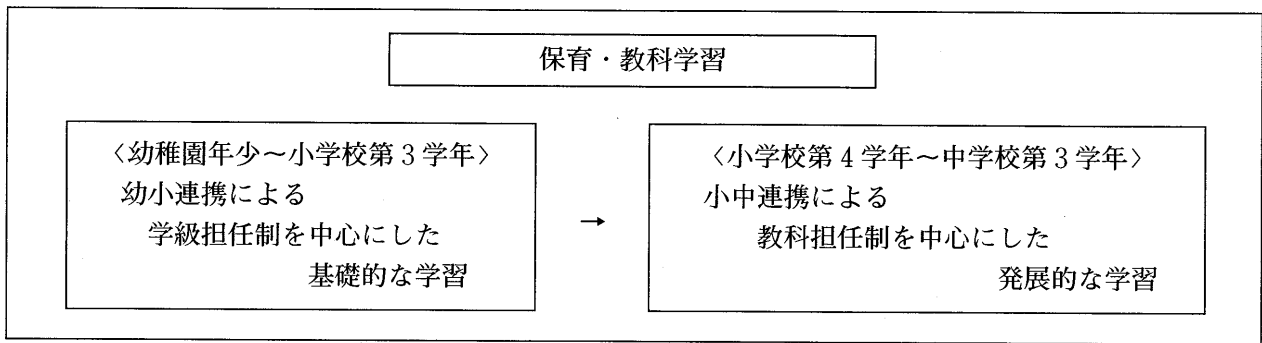 保育・教科学習
〈幼稚園年少～小学校第3学年〉
幼小連携による
学級担任制を中心にした
基礎的な学習
→
〈小学校第4学年～中学校第3学年〉
小中連携による
教科担任制を中心にした
発展的な学習